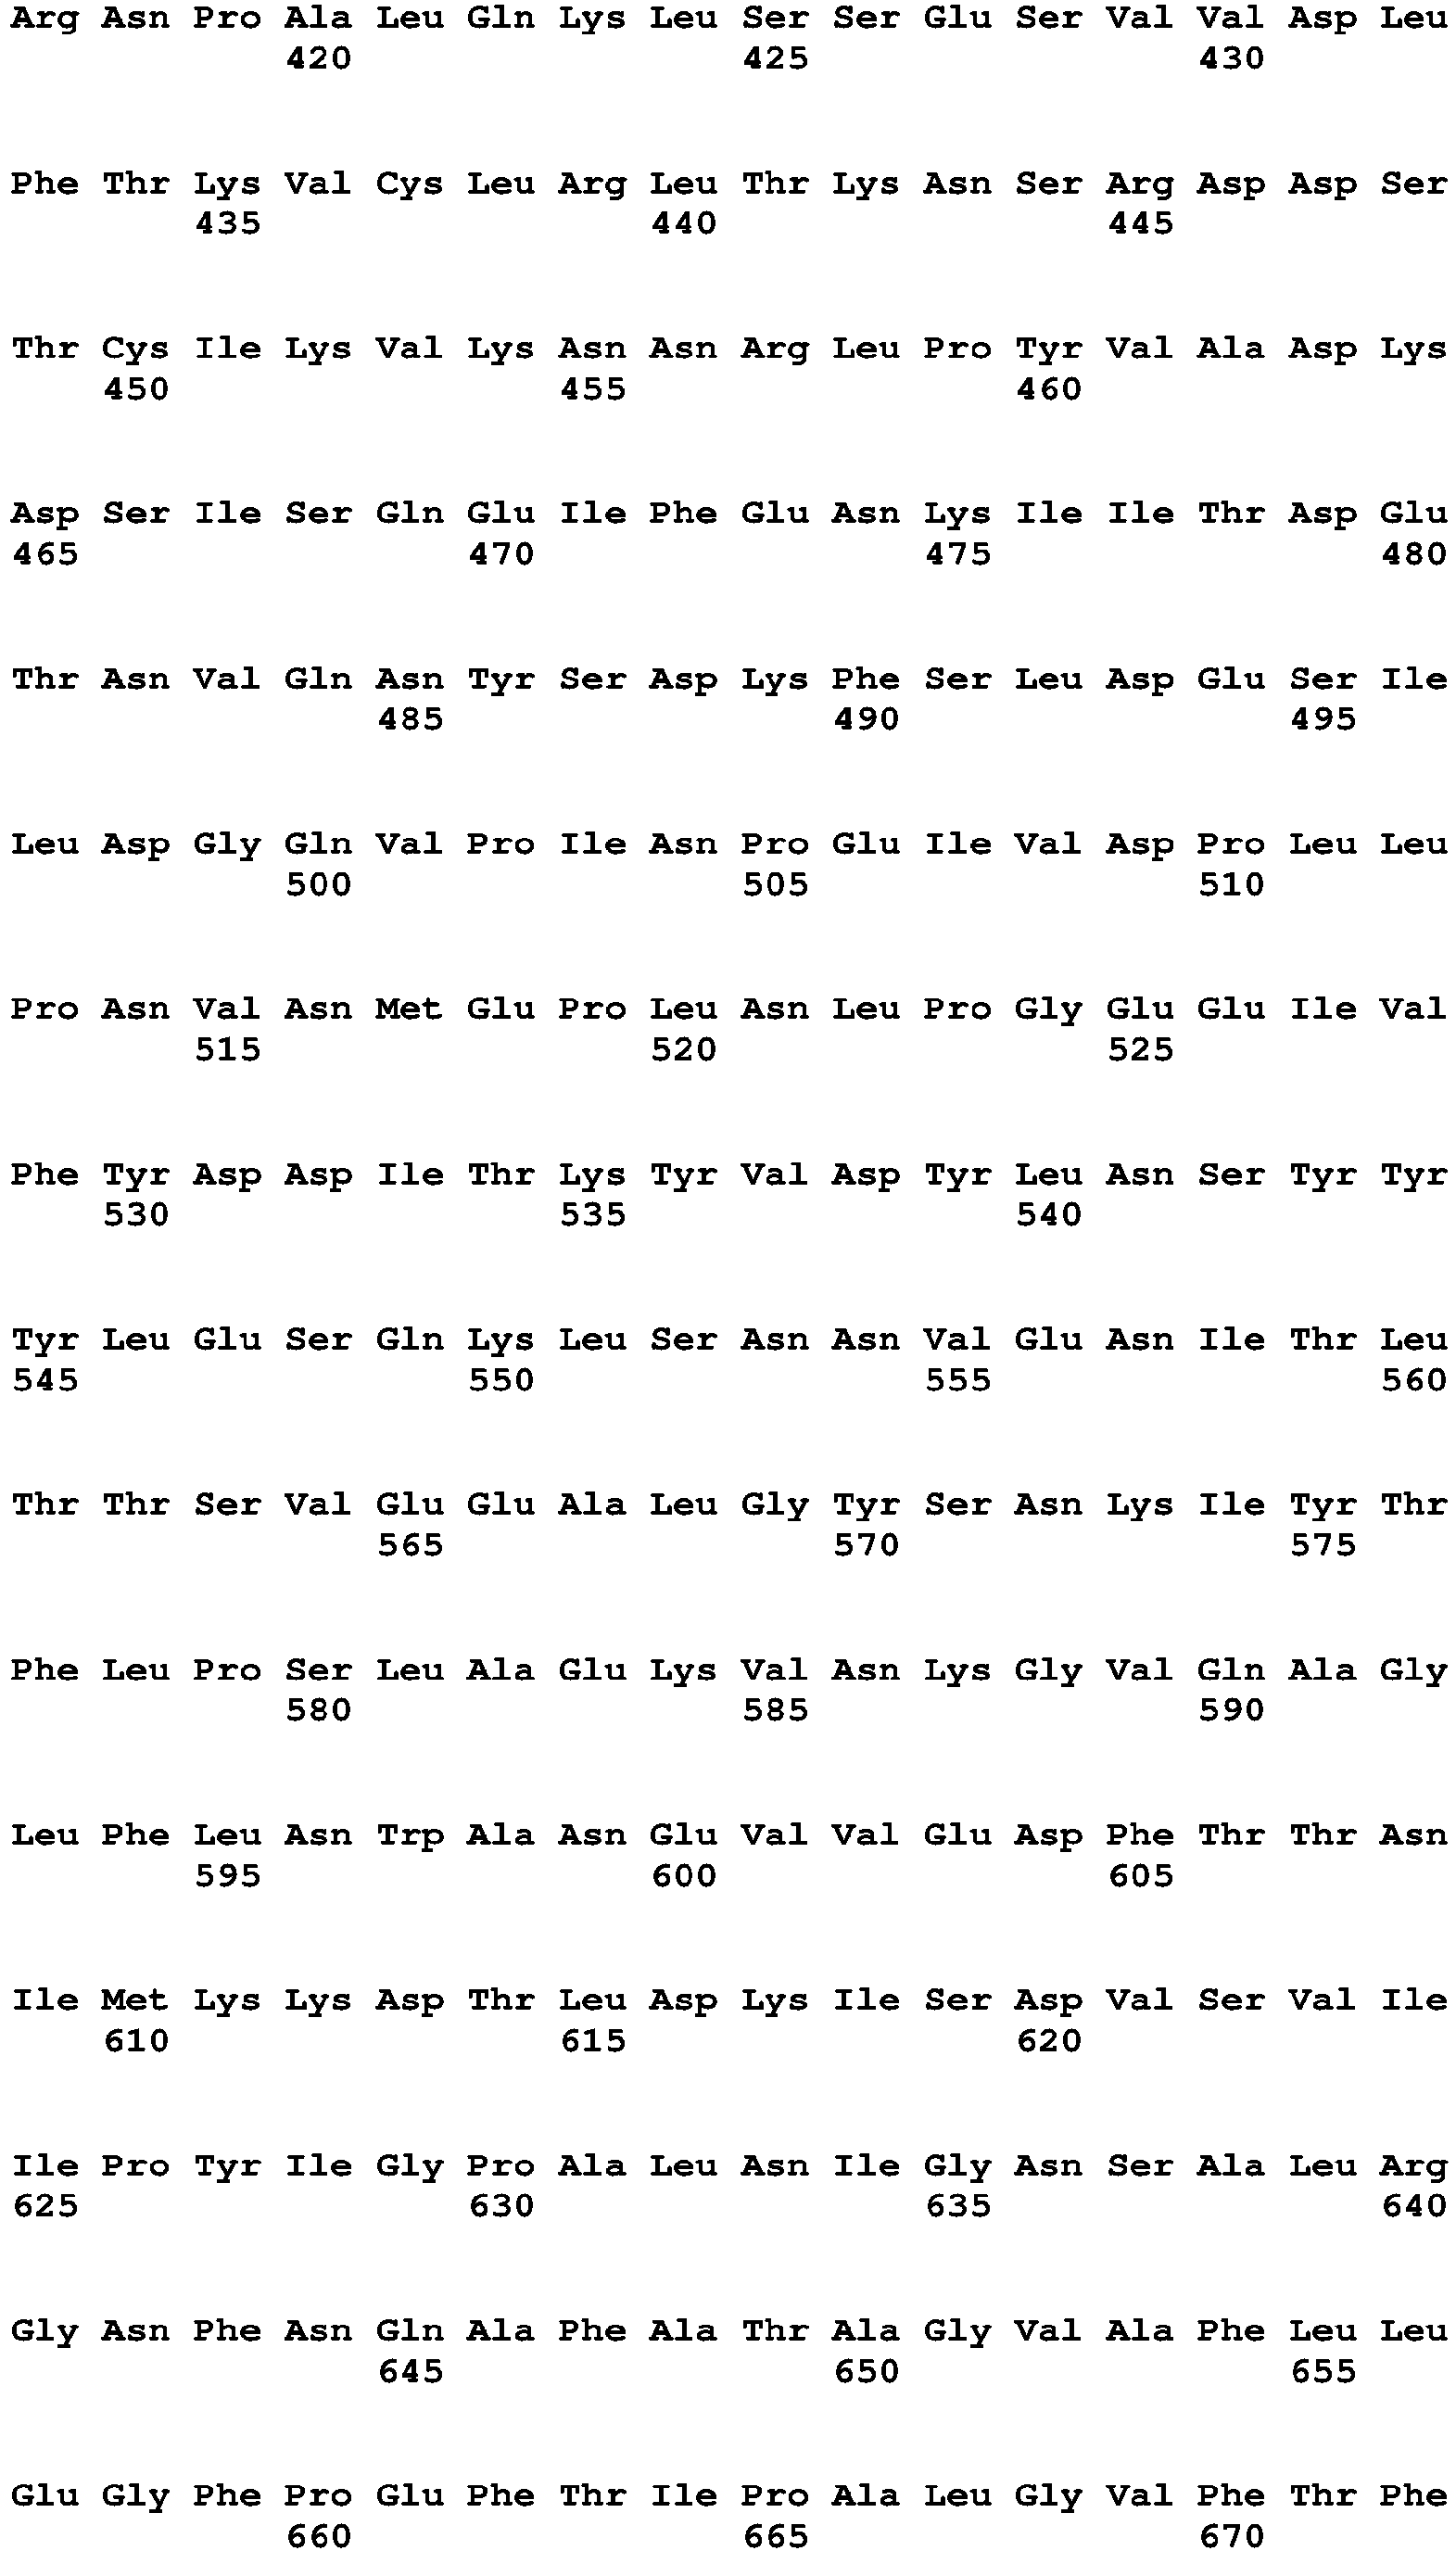 Arg Asn Pro Ala Leu Gln Lys Leu Ser Ser Glu Ser Val Val Asp Leu
420 425 430
Phe Thr Lys Val Cys Leu Arg Leu Thr Lys Asn Ser Arg Asp Asp Ser
435 440 445
Thr Cys Ile Lys Val Lys Asn Asn Arg Leu Pro Tyr Val Ala Asp Lys
450 455 460
Asp Ser Ile Ser Gln Glu Ile Phe Glu Asn Lys Ile Ile Thr Asp Glu
465 470 475 480
Thr Asn Val Gln Asn Tyr Ser Asp Lys Phe Ser Leu Asp Glu Ser Ile
485 490 495
Leu Asp Gly Gln Val Pro Ile Asn Pro Glu Ile Val Asp Pro Leu Leu
500 505 510
Pro Asn Val Asn Met Glu Pro Leu Asn Leu Pro Gly Glu Glu Ile Val
515 520 525
Phe Tyr Asp Asp Ile Thr Lys Tyr Val Asp Tyr Leu Asn Ser Tyr Tyr
530 535 540
Tyr Leu Glu Ser Gln Lys Leu Ser Asn Asn Val Glu Asn Ile Thr Leu
545 550 555 560
Thr Thr Ser Val Glu Glu Ala Leu Gly Tyr Ser Asn Lys Ile Tyr Thr
565 570 575
Phe Leu Pro Ser Leu Ala Glu Lys Val Asn Lys Gly Val Gln Ala Gly
580 585 590
Leu Phe Leu Asn Trp Ala Asn Glu Val Val Glu Asp Phe Thr Thr Asn
595 600 605
Ile Met Lys Lys Asp Thr Leu Asp Lys Ile Ser Asp Val Ser Val Ile
610 615 620
Ile Pro Tyr Ile Gly Pro Ala Leu Asn Ile Gly Asn Ser Ala Leu Arg
625 630 635 640
Gly Asn Phe Asn Gln Ala Phe Ala Thr Ala Gly Val Ala Phe Leu Leu
645 650 655
Glu Gly Phe Pro Glu Phe Thr Ile Pro Ala Leu Gly Val Phe Thr Phe
660 665 670